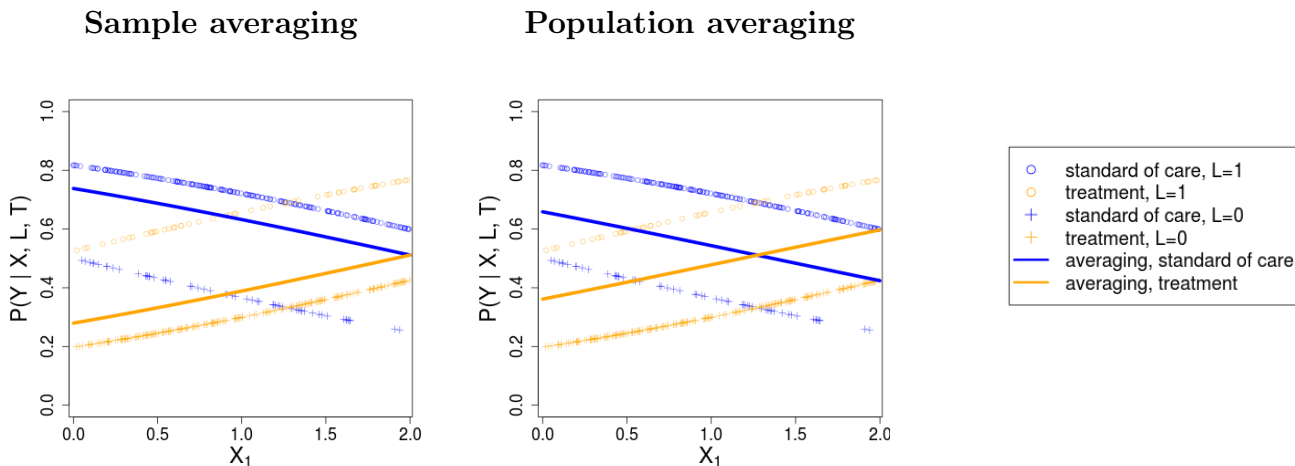 Sample averaging
Population averaging
P(Y | X, L, T)
1.0
0.8
0.6
0.4
0.2
0.0
0.0 0.5 1.0 1.5 2.0
X1
P(Y | X, L, T)
1.0
0.8
0.6
0.4
0.2
0.0
0.0 0.5 1.0 1.5 2.0
X1
standard of care, L=1
treatment, L=1
standard of care, L=0
treatment, L=0
averaging, standard of care
averaging, treatment